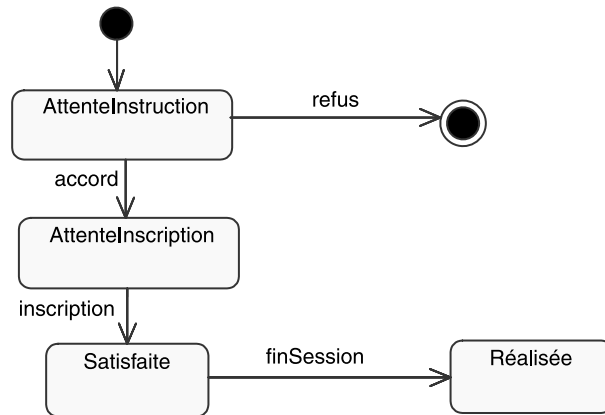 AttenteInstruction
refus
accord
AttenteInscription
inscription
Satisfaite
finSession
Réalisée